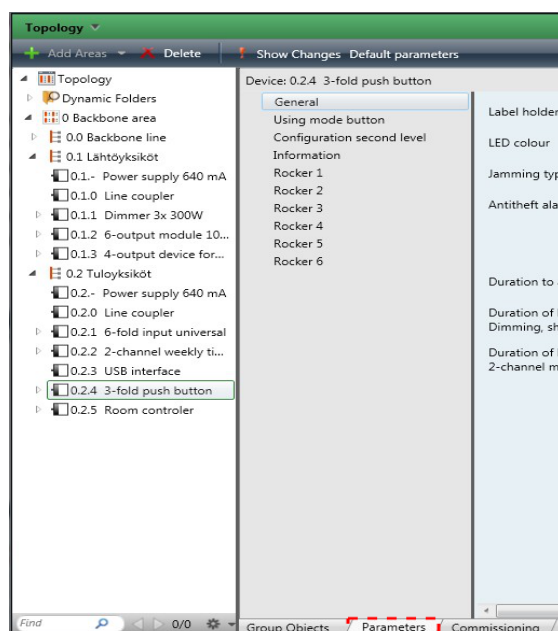 Topology
Add Areas Delete Show Changes Default parameters
Topology
Dynamic Folders
0 Backbone area
0.0 Backbone line
0.1 Lähtöyksiköt
0.1.- Power supply 640 mA
0.1.0 Line coupler
0.1.1 Dimmer 3x 300W
0.1.2 6-output module 10...
0.1.3 4-output device for...
0.2 Tuloyksiköt
0.2.- Power supply 640 mA
0.2.0 Line coupler
0.2.1 6-fold input universal
0.2.2 2-channel weekly ti...
0.2.3 USB interface
0.2.4 3-fold push button
0.2.5 Room controler
Find 0/0
Device: 0.2.4 3-fold push button
General
Using mode button
Configuration second level
Information
Rocker 1
Rocker 2
Rocker 3
Rocker 4
Rocker 5
Rocker 6
Label holder
LED colour
Jamming typ
Antitheft ala
Duration to
Duration of
Dimming, sh
Duration of
2-channel m
Group Objects Parameters Commissioning